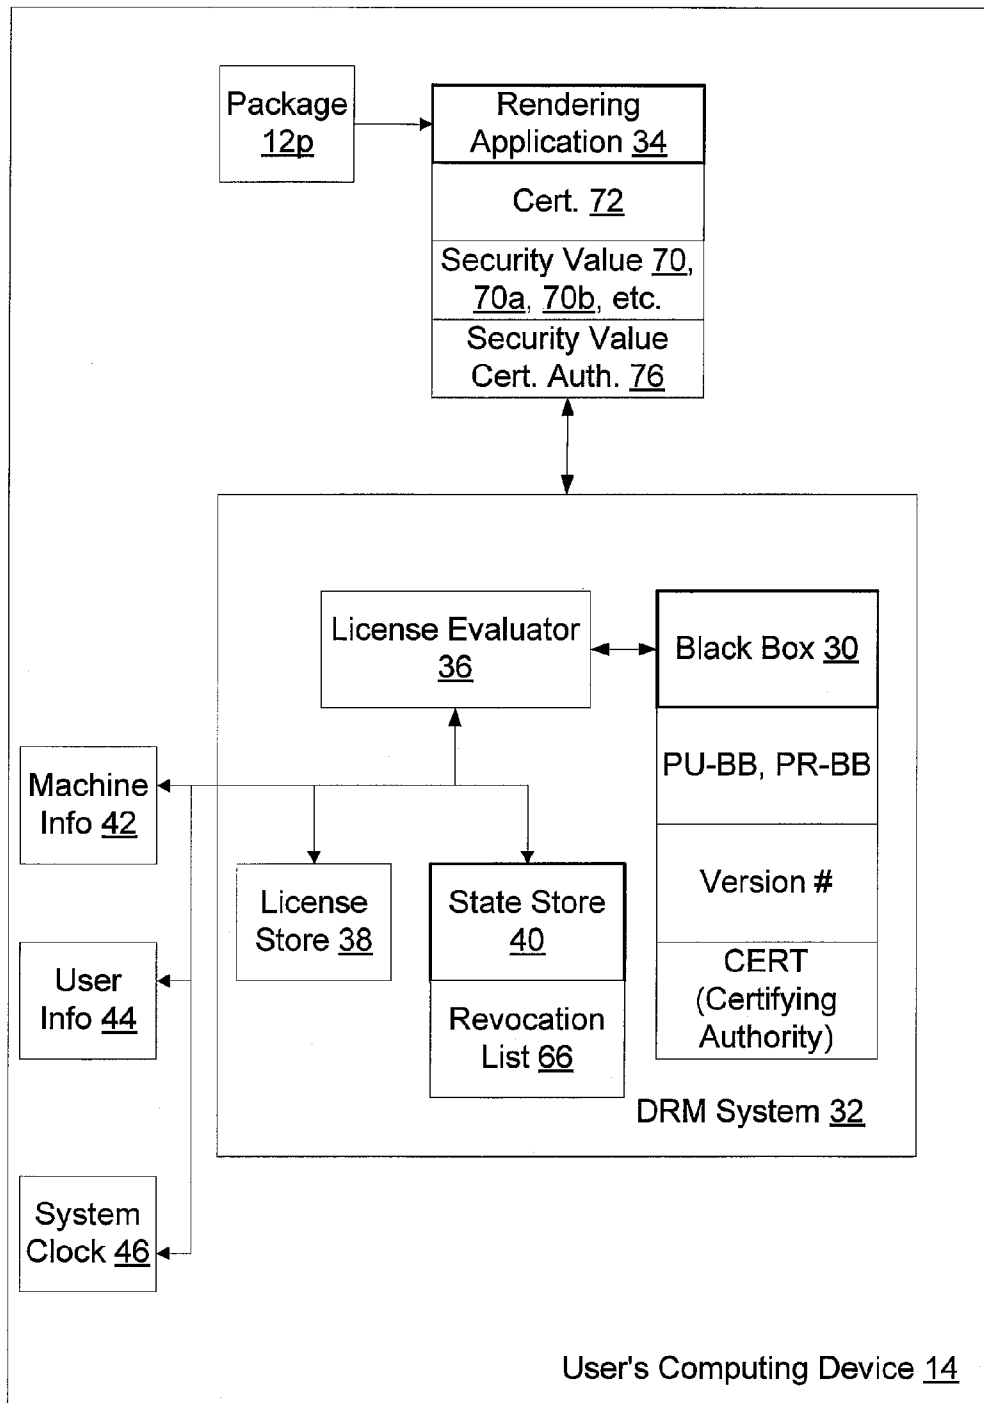 Package
12p
Rendering
Application 34
Cert. 72
Security Value 70,
70a, 70b, etc.
Security Value
Cert. Auth. 76
License Evaluator
36
Black Box 30
PU-BB, PR-BB
Version #
CERT
(Certifying
Authority)
Machine
Info 42
License
Store 38
State Store
40
Revocation
List 66
User
Info 44
DRM System 32
System
Clock 46
User's Computing Device 14